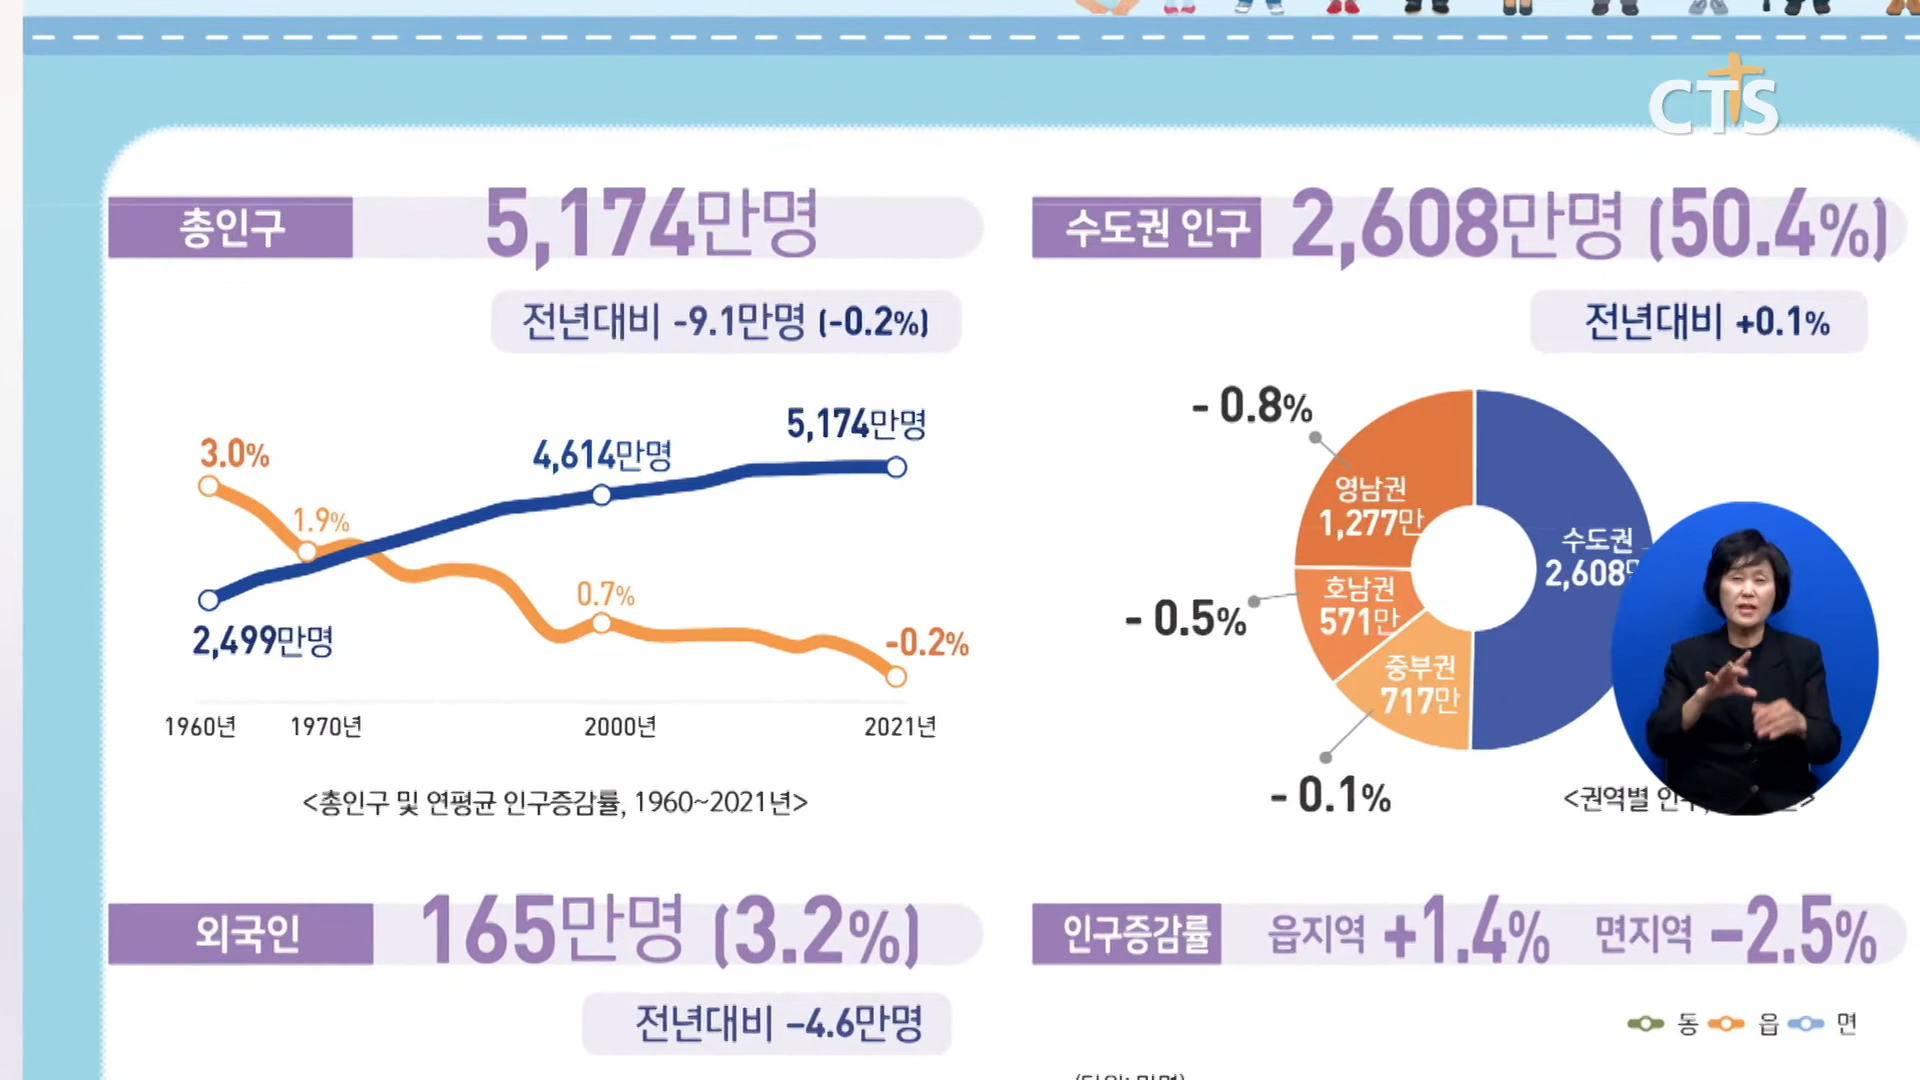 CTS
총인구 5,174만명
전년대비 -9.1만명 (-0.2%)
3.0%
1.9%
0.7%
-0.2%
2,499만명
4,614만명
5,174만명
1960년 1970년 2000년 2021년
<총인구 및 연평균 인구증감률, 1960~2021년>
수도권 인구 2,608만명 (50.4%)
전년대비 +0.1%
- 0.8%
영남권
1,277만
- 0.5%
호남권
571만
중부권
717만
- 0.1%
수도권
2,608
<권역별
외국인 165만명 (3.2%)
전년대비 -4.6만명
인구증감률 읍지역 +1.4% 면지역 -2.5%
동 읍 면